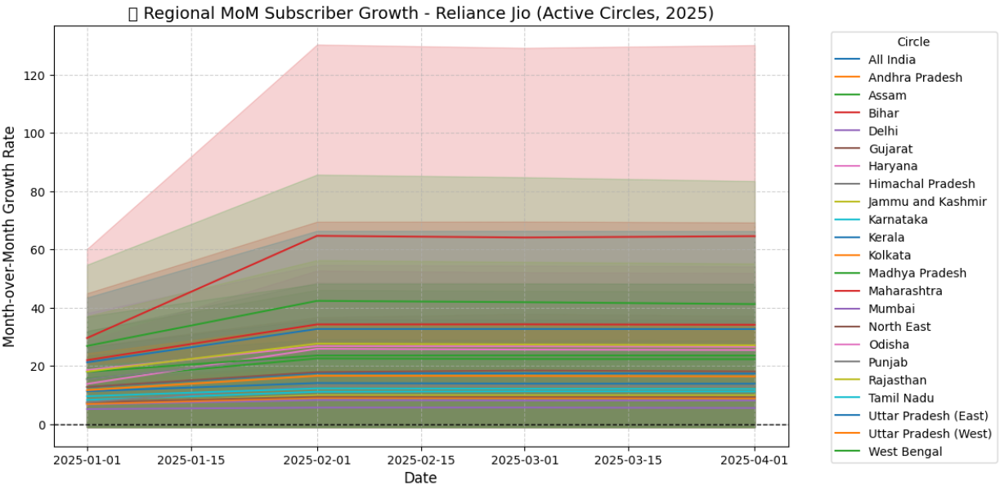 Regional MoM Subscriber Growth - Reliance Jio (Active Circles, 2025)
Month-over-Month Growth Rate
120
100
80
60
40
20
0
2025-01-01
2025-01-15
2025-02-01
2025-02-15
2025-03-01
2025-03-15
2025-04-01
Date
Circle
All India
Andhra Pradesh
Assam
Bihar
Delhi
Gujarat
Haryana
Himachal Pradesh
Jammu and Kashmir
Karnataka
Kerala
Kolkata
Madhya Pradesh
Maharashtra
Mumbai
North East
Odisha
Punjab
Rajasthan
Tamil Nadu
Uttar Pradesh (East)
Uttar Pradesh (West)
West Bengal